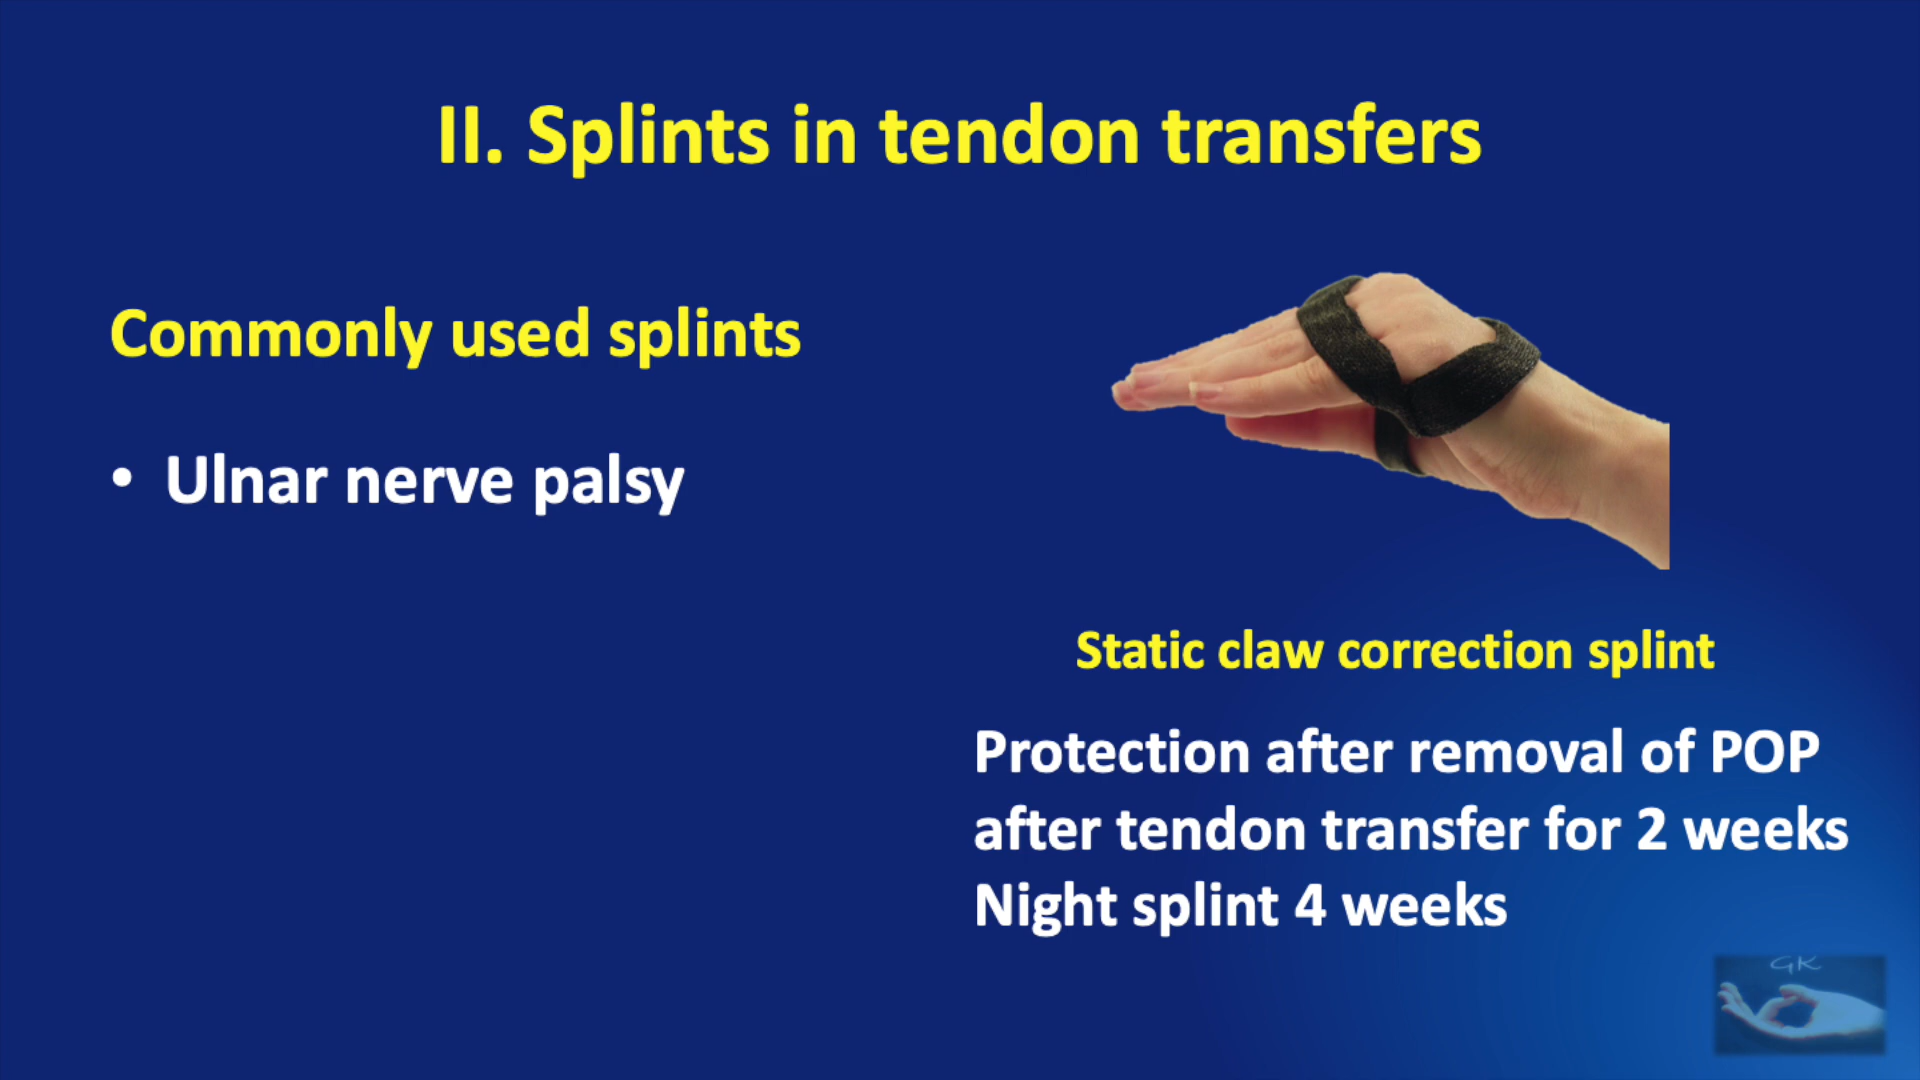 II. Splints in tendon transfers
Commonly used splints
• Ulnar nerve palsy
Static claw correction splint
Protection after removal of POP
after tendon transfer for 2 weeks
Night splint 4 weeks
GK